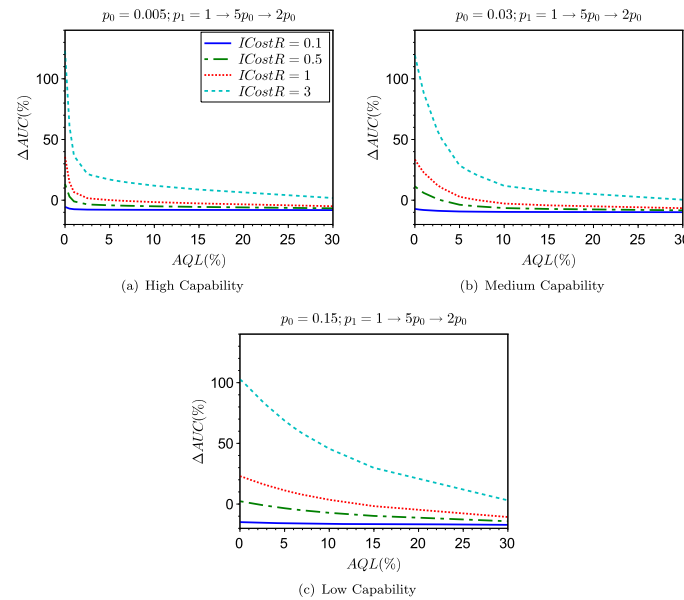 p₀ = 0.005; p₁ = 1 → 5p₀ → 2p₀
ΔAUC(%)
100
50
0
ICostR = 0.1
ICostR = 0.5
ICostR = 1
ICostR = 3
0 5 10 15 20 25 30
AQL(%)
(a) High Capability
p₀ = 0.03; p₁ = 1 → 5p₀ → 2p₀
ΔAUC(%)
100
50
0
0 5 10 15 20 25 30
AQL(%)
(b) Medium Capability
p₀ = 0.15; p₁ = 1 → 5p₀ → 2p₀
ΔAUC(%)
100
50
0
0 5 10 15 20 25 30
AQL(%)
(c) Low Capability